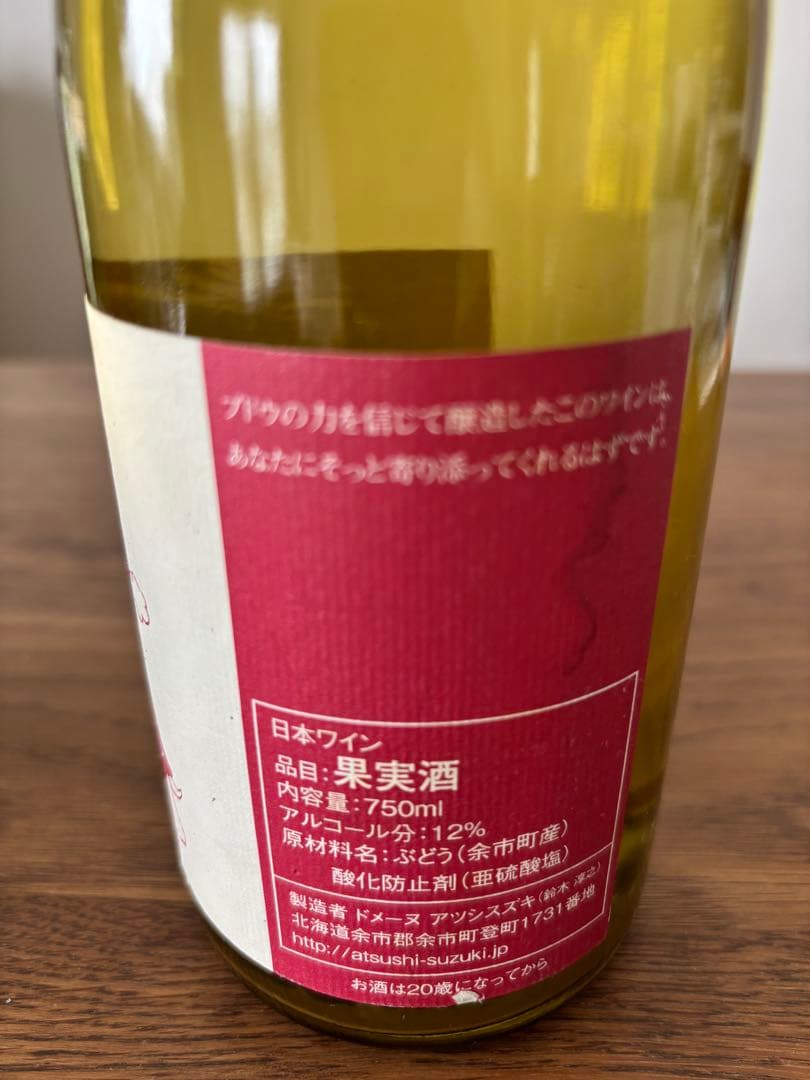 ブドウの力を信じて醸造したこのワインは、
あなたにそっと寄り添ってくれるはずです。
日本ワイン
品目：果実酒
内容量：750ml
アルコール分：12%
原材料名：ぶどう（余市町産）
酸化防止剤（亜硫酸塩）
製造者 ドメーヌ アツシスズキ（鈴木 淳之）
北海道余市郡余市町登町1731番地
http://atsushi-suzuki.jp
お酒は20歳になってから